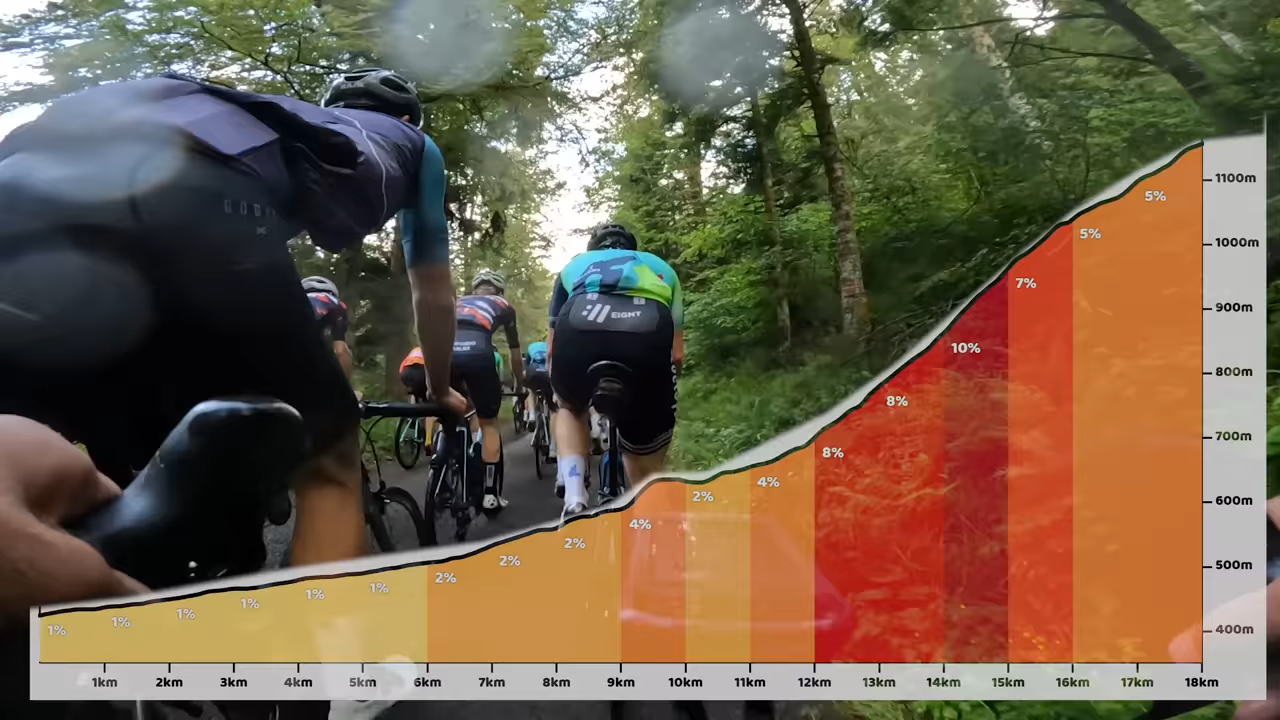 EIGHT
1%
1%
1%
1%
1%
1%
2%
2%
2%
4%
2%
4%
8%
8%
10%
7%
5%
5%
1100m
1000m
900m
800m
700m
600m
500m
400m
1km
2km
3km
4km
5km
6km
7km
8km
9km
10km
11km
12km
13km
14km
15km
16km
17km
18km